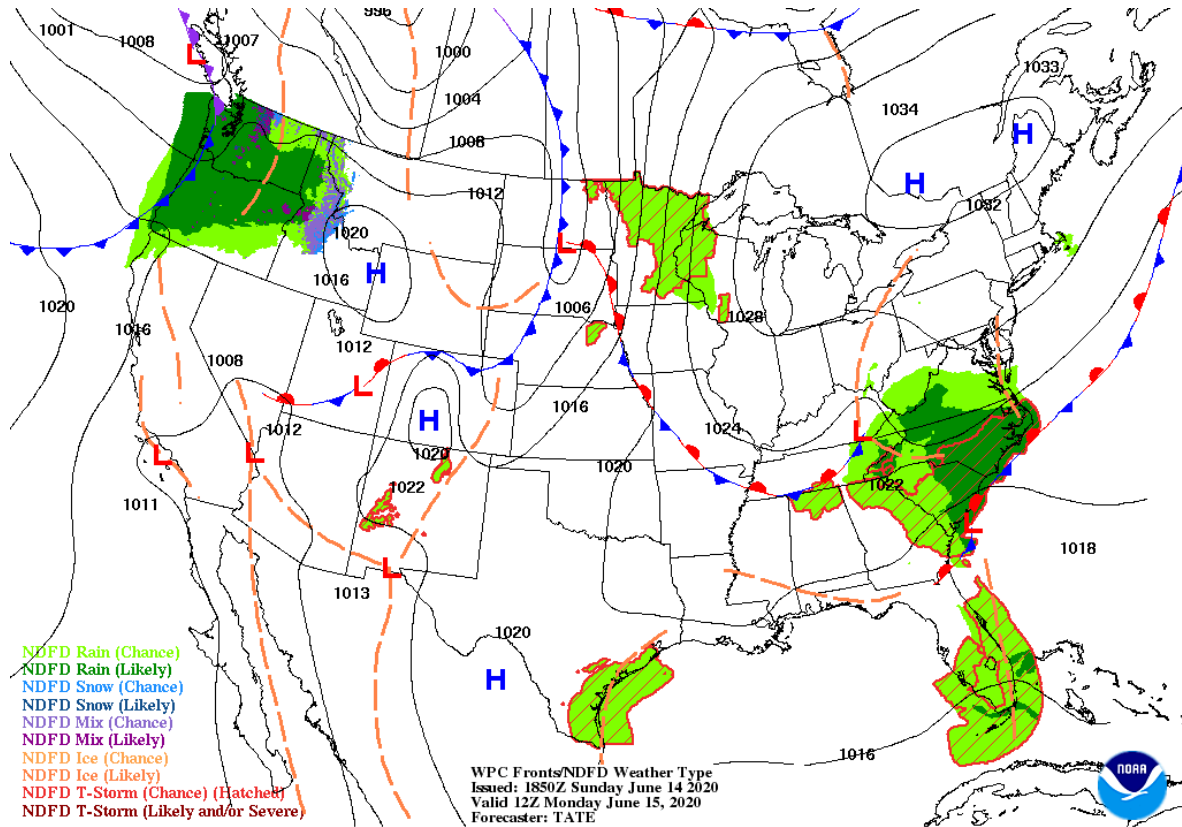 996
1001
1008
1007
1000
1033
1004
1034
1008
1012
1032
1020
1016
1020
1006
1028
1016
1012
1008
1016
1012
1024
1020
1020
1022
1022
1011
1018
1013
1020
1016
L
H
H
L
H
L
H
L
L
L
L
L
H
NDFD Rain (Chance)
NDFD Rain (Likely)
NDFD Snow (Chance)
NDFD Snow (Likely)
NDFD Mix (Chance)
NDFD Mix (Likely)
NDFD Ice (Chance)
NDFD Ice (Likely)
NDFD T-Storm (Chance) (Hatched)
NDFD T-Storm (Likely and/or Severe)
WPC Fronts/NDFD Weather Type
Issued: 1850Z Sunday June 14 2020
Valid 12Z Monday June 15, 2020
Forecaster: TATE
NOAA